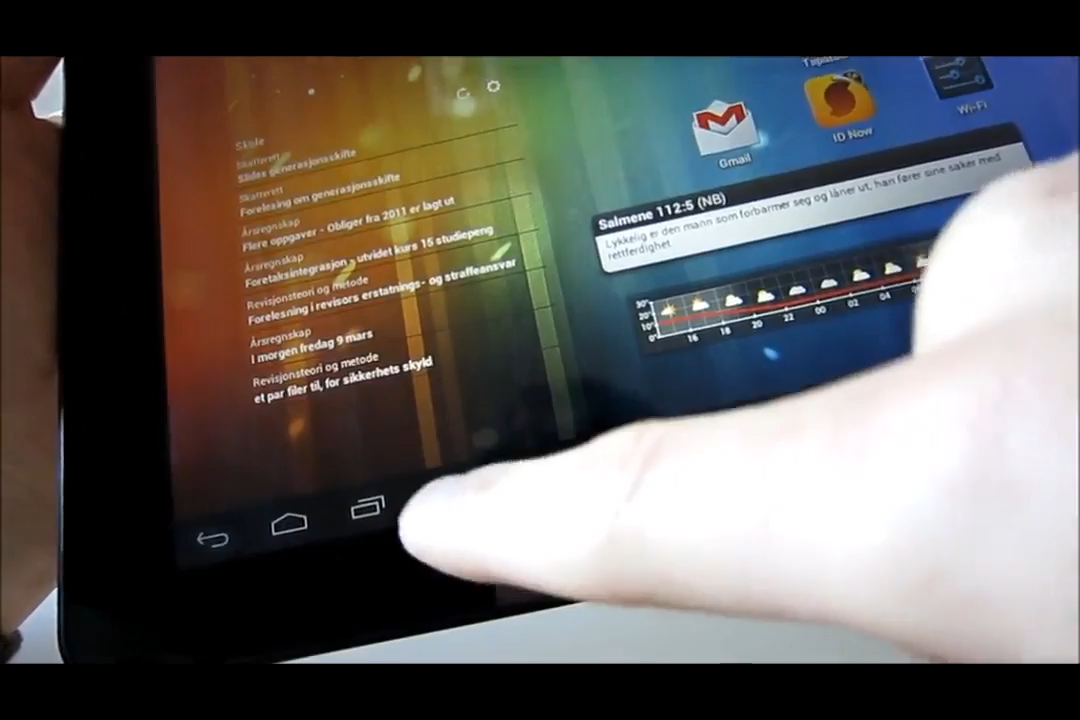 Skole
Skatterett
Slides generasjonsskifte
Skatterett
Forelesing om generasjonsskifte
Årsregnskap
Flere oppgaver - Obliger fra 2011 er lagt ut
Årsregnskap
Foretaksintegrasjon - utvidet kurs 15 studiepeng
Revisjonsteori og metode
Forelesning i revisors erstatnings- og straffeansvar
Årsregnskap
I morgen fredag 9 mars
Revisjonsteori og metode
et par filer til, for sikkerhets skyld
Gmail
ID Now
Wi-Fi
Salmene 112:5 (NB)
Lykkelig er den mann som forbarmer seg og låner ut, han fører sine saker med
rettferdighet.
30°
20°
10°
0°
16 18 20 22 00 02 04